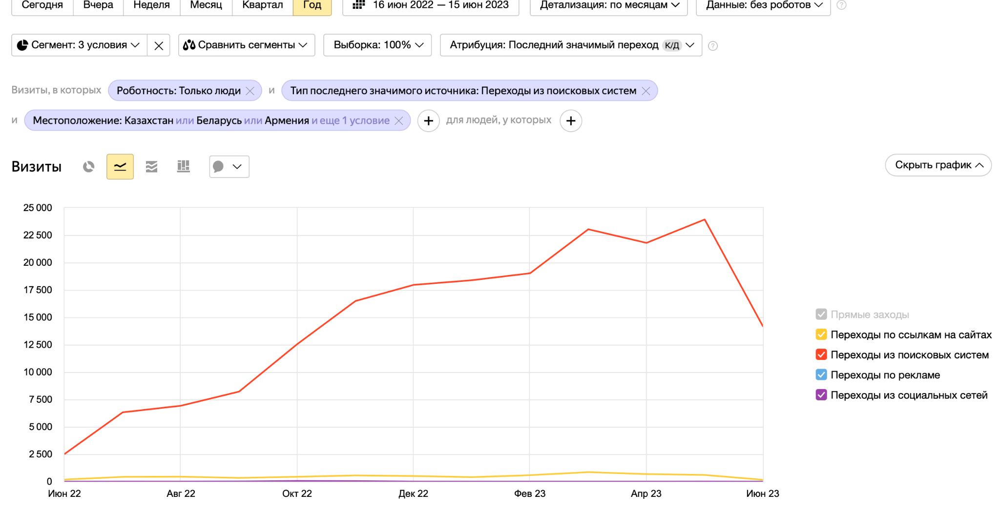 Сегодня Вчера Неделя Месяц Квартал Год 16 июн 2022 — 15 июн 2023 Детализация: по месяцам Данные: без роботов ?
Сегмент: 3 условия Сравнить сегменты Выборка: 100% Атрибуция: Последний значимый переход К/Д ?
Визиты, в которых Роботность: Только люди и Тип последнего значимого источника: Переходы из поисковых систем
и Местоположение: Казахстан или Беларусь или Армения и еще 1 условие + для людей, у которых +
Визиты
Скрыть график
25 000
22 500
20 000
17 500
15 000
12 500
10 000
7 500
5 000
2 500
0
Июн 22 Авг 22 Окт 22 Дек 22 Фев 23 Апр 23 Июн 23
Прямые заходы
Переходы по ссылкам на сайтах
Переходы из поисковых систем
Переходы по рекламе
Переходы из социальных сетей